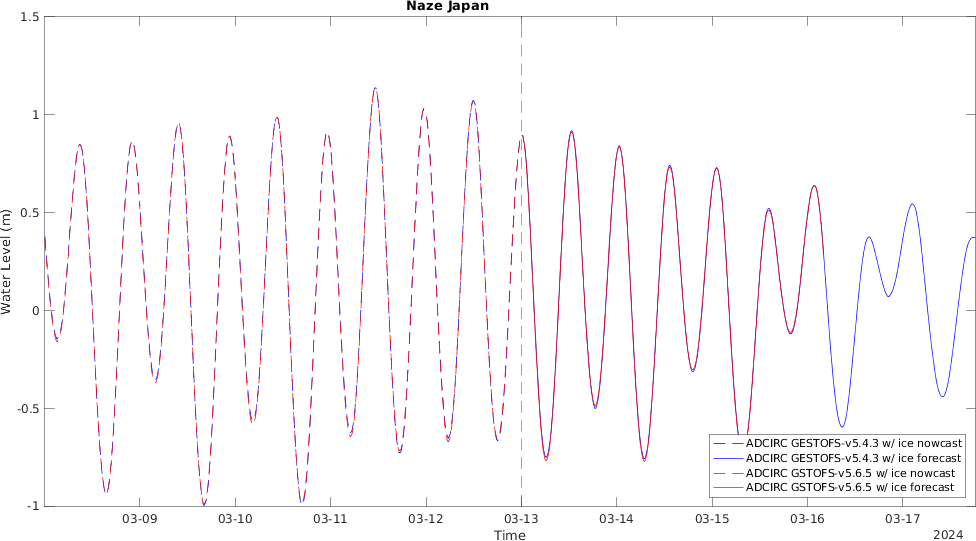 Naze Japan
1.5
1
0.5
0
-0.5
-1
Water Level (m)
03-09 03-10 03-11 03-12 03-13 03-14 03-15 03-16 03-17
Time
2024
ADCIRC GESTOFS-v5.4.3 w/ ice nowcast
ADCIRC GESTOFS-v5.4.3 w/ ice forecast
ADCIRC GSTOFS-v5.6.5 w/ ice nowcast
ADCIRC GSTOFS-v5.6.5 w/ ice forecast